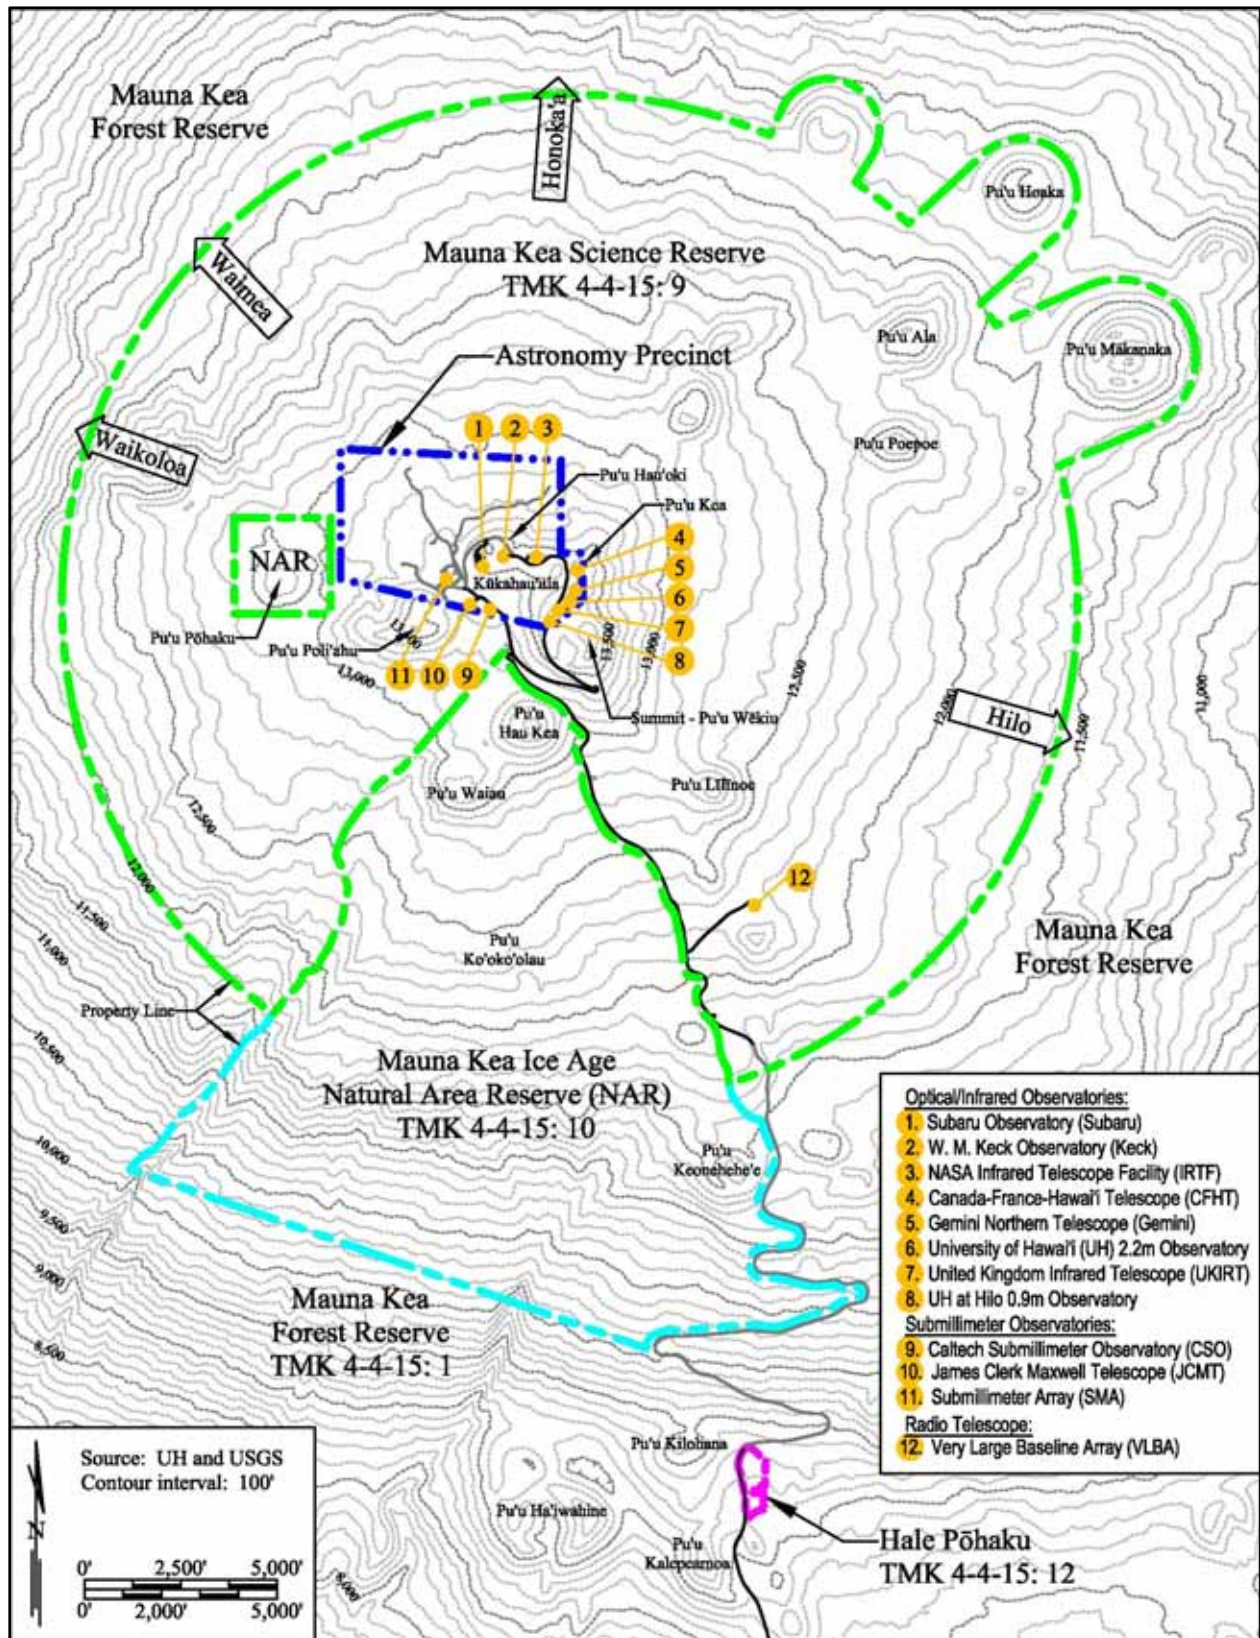 Mauna Kea
Forest Reserve
Honoka'a
Pu'u Hoaka
Waimea
Mauna Kea Science Reserve
TMK 4-4-15: 9
Pu'u Ala
Pu'u Mākanaka
Astronomy Precinct
Waikoloa
1
2
3
Pu'u Poepoe
Pu'u Hau'oki
Pu'u Kea
4
NAR
Kūkahau'ula
5
6
Pu'u Pōhaku
Pu'u Poli'ahu
13,400
13,500
13,000
7
13,000
11
10
9
8
12,500
12,000
Hilo
11,500
11,000
Pu'u
Hau Kea
Summit - Pu'u Wēkiu
Pu'u Waiau
Pu'u Līlīnoe
12,500
12,000
11,500
12
11,000
Pu'u
Ko'oko'olau
Mauna Kea
Forest Reserve
Property Line
10,500
Mauna Kea Ice Age
Natural Area Reserve (NAR)
TMK 4-4-15: 10
10,000
Pu'u
Keonehehe'e
9,500
9,000
8,500
Mauna Kea
Forest Reserve
TMK 4-4-15: 1
Optical/Infrared Observatories:
1. Subaru Observatory (Subaru)
2. W. M. Keck Observatory (Keck)
3. NASA Infrared Telescope Facility (IRTF)
4. Canada-France-Hawai'i Telescope (CFHT)
5. Gemini Northern Telescope (Gemini)
6. University of Hawai'i (UH) 2.2m Observatory
7. United Kingdom Infrared Telescope (UKIRT)
8. UH at Hilo 0.9m Observatory
Submillimeter Observatories:
9. Caltech Submillimeter Observatory (CSO)
10. James Clerk Maxwell Telescope (JCMT)
11. Submillimeter Array (SMA)
Radio Telescope:
12. Very Large Baseline Array (VLBA)
Pu'u Kilohana
Pu'u Ha'iwahine
Pu'u
Kalepeamoa
8,000
Hale Pōhaku
TMK 4-4-15: 12
Source: UH and USGS
Contour interval: 100'
N
0' 2,500' 5,000'
0' 2,000' 5,000'